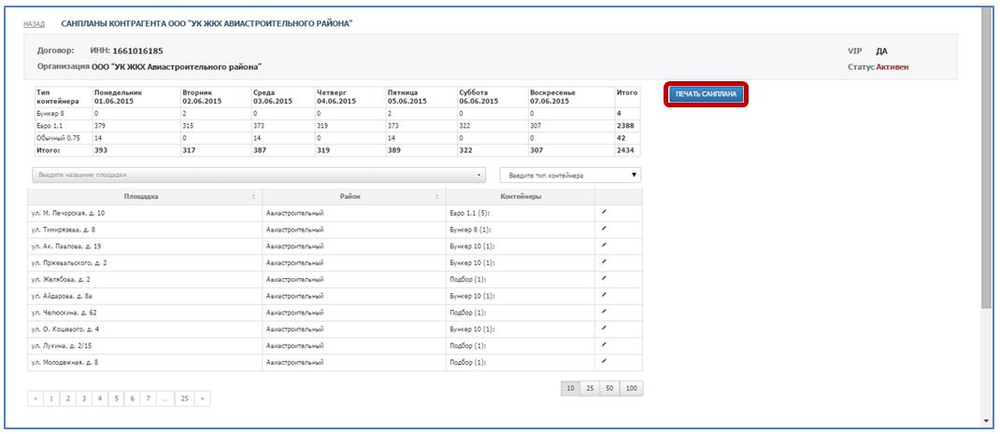 НАЗАД САНПЛАНЫ КОНТРАГЕНТА ООО "УК ЖКХ АВИАСТРОИТЕЛЬНОГО РАЙОНА"
Договор: ИНН: 1661016185 VIP ДА
Организация ООО "УК ЖКХ Авиастроительного района" Статус Активен
Тип контейнера Понедельник 01.06.2015 Вторник 02.06.2015 Среда 03.06.2015 Четверг 04.06.2015 Пятница 05.06.2015 Суббота 06.06.2015 Воскресенье 07.06.2015 Итого ПЕЧАТЬ САНПЛАНА
Бункер 8 0 2 0 0 2 0 0 4
Евро 1,1 379 315 373 319 373 322 307 2388
Обычный 0,75 14 0 14 0 14 0 0 42
Итого: 393 317 387 319 389 322 307 2434
Введите название площадки Введите тип контейнера
Площадка Район Контейнеры
ул. М. Печорская, д. 10 Авиастроительный Евро 1,1 (5);
ул. Тимирязева, д. 8 Авиастроительный Бункер 8 (1);
ул. Ак. Павлова, д. 19 Авиастроительный Бункер 10 (1);
ул. Пржевальского, д. 2 Авиастроительный Бункер 10 (1);
ул. Желябова, д. 2 Авиастроительный Подбор (1);
ул. Айдарова, д. 8а Авиастроительный Бункер 10 (1);
ул. Челюскина, д. 62 Авиастроительный Подбор (1);
ул. О. Кошевого, д. 4 Авиастроительный Бункер 10 (1);
ул. Лукина, д. 2/15 Авиастроительный Подбор (1);
ул. Молодежная, д. 8 Авиастроительный Подбор (1);
10 25 50 100
« 1 2 3 4 5 6 7 ... 25 »